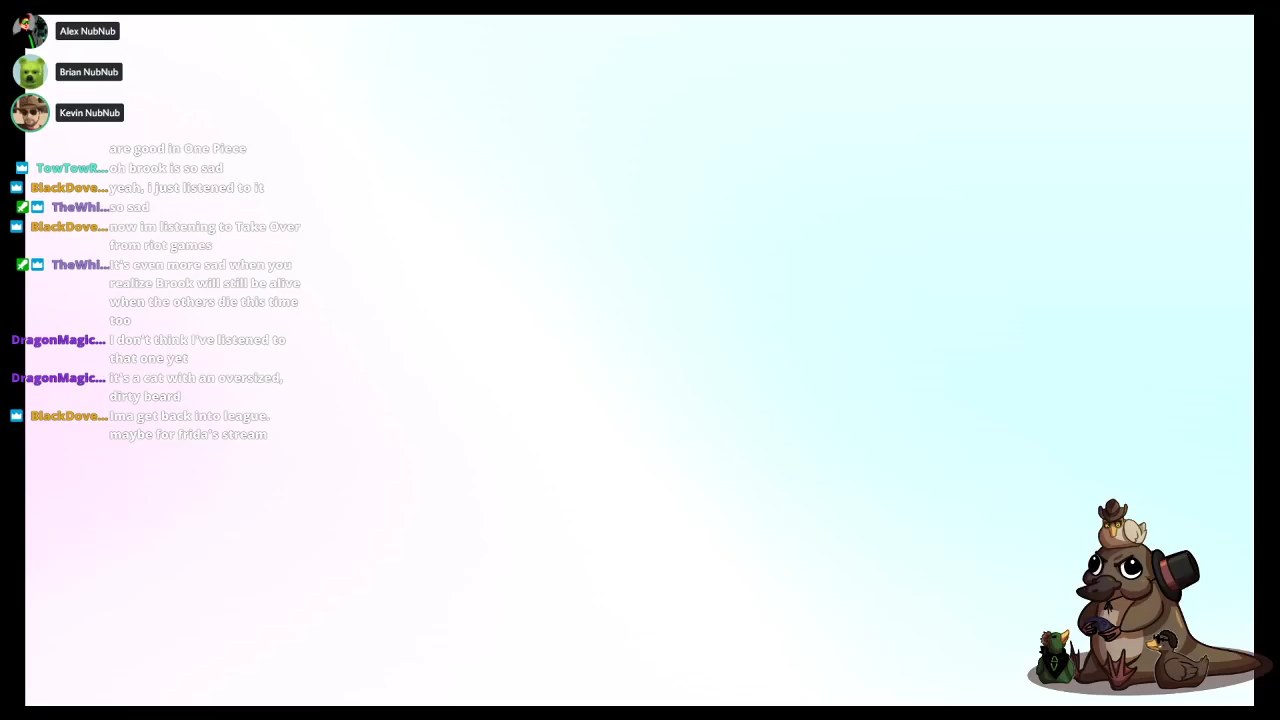 Alex NubNub
Brian NubNub
Kevin NubNub
are good in One Piece
TowTowR... oh brook is so sad
BlackDove... yeah, i just listened to it
TheWhi... so sad
BlackDove... now im listening to Take Over
from riot games
TheWhi... It's even more sad when you
realize Brook will still be alive
when the others die this time
too
DragonMagic... I don't think I've listened to
that one yet
DragonMagic... it's a cat with an oversized,
dirty beard
BlackDove... Ima get back into league.
maybe for frida's stream